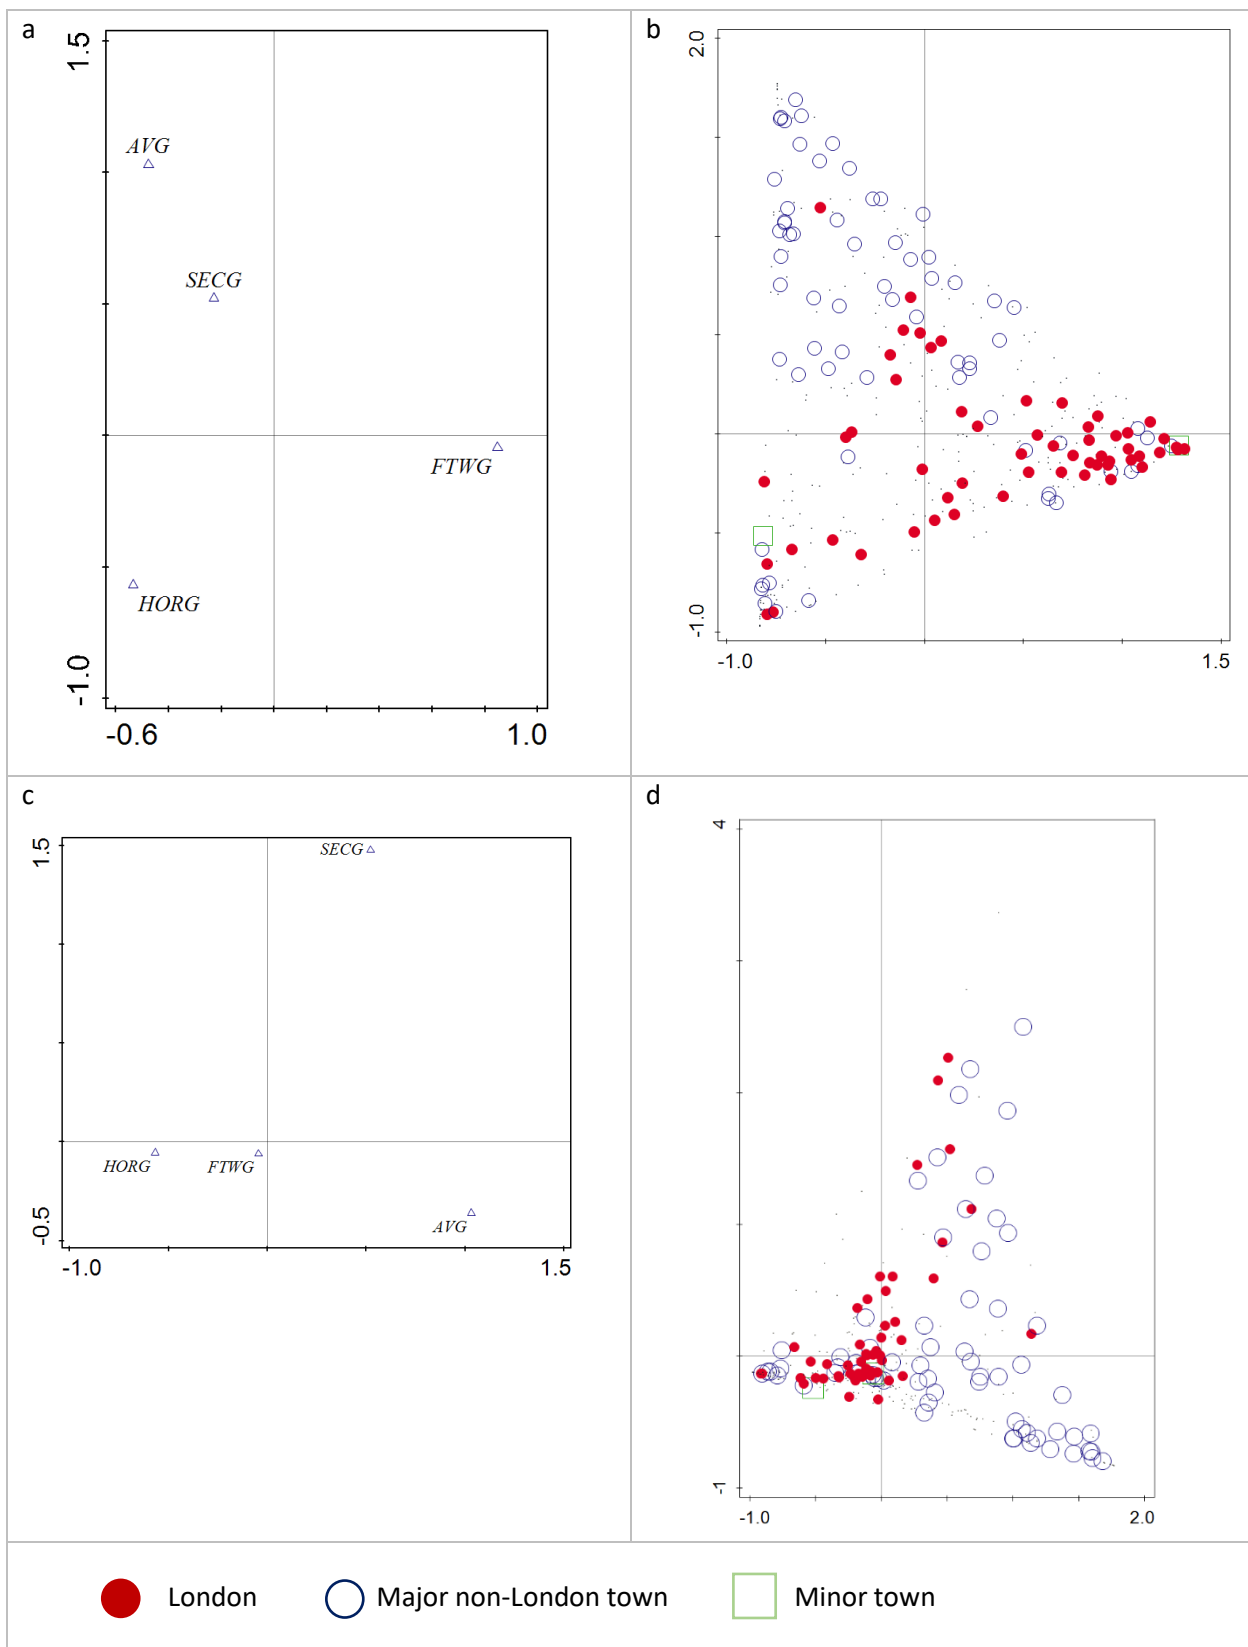 a
1.5
AVG
SECG
FTWG
HORG
-1.0
-0.6 1.0
b
2.0
-1.0
-1.0 1.5
c
1.5
SECG
HORG FTWG
AVG
-0.5
-1.0 1.5
d
4
-1
-1.0 2.0
London Major non-London town Minor town